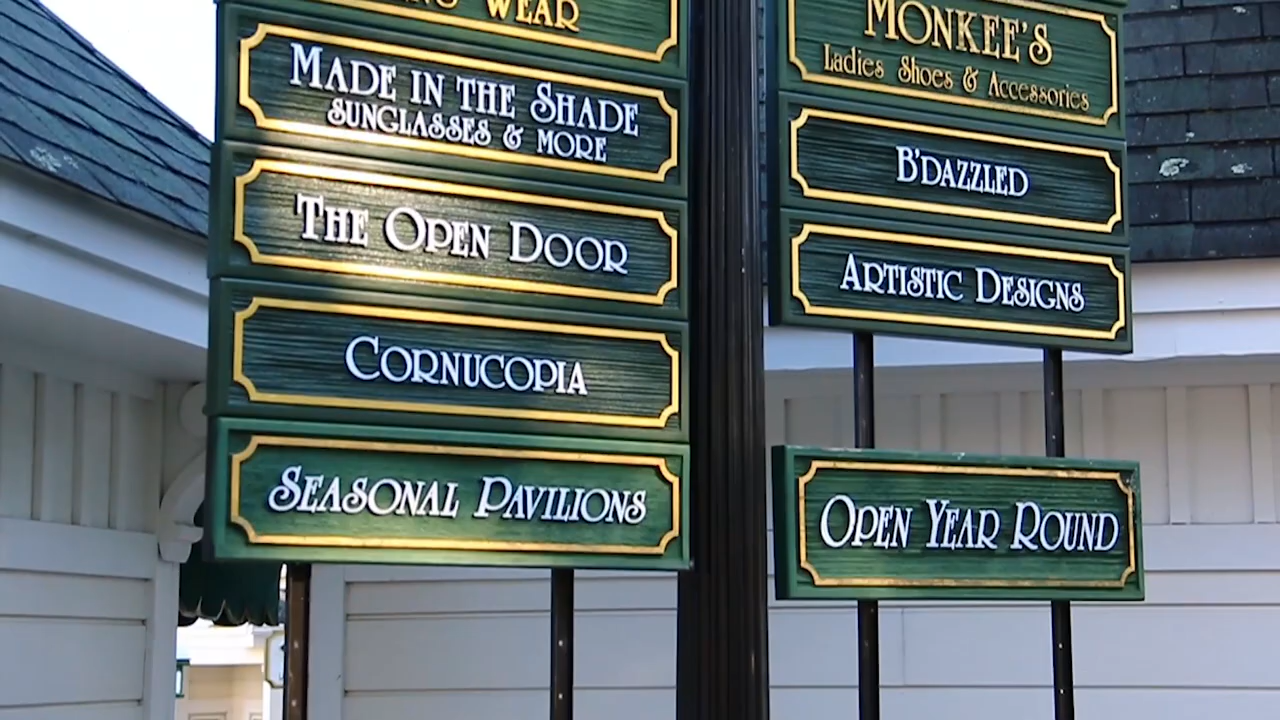 WEAR
MADE IN THE SHADE
SUNGLASSES & MORE
THE OPEN DOOR
CORNUCOPIA
SEASONAL PAVILIONS
MONKEE'S
Ladies Shoes & Accessories
B'DAZZLED
ARTISTIC DESIGNS
OPEN YEAR ROUND